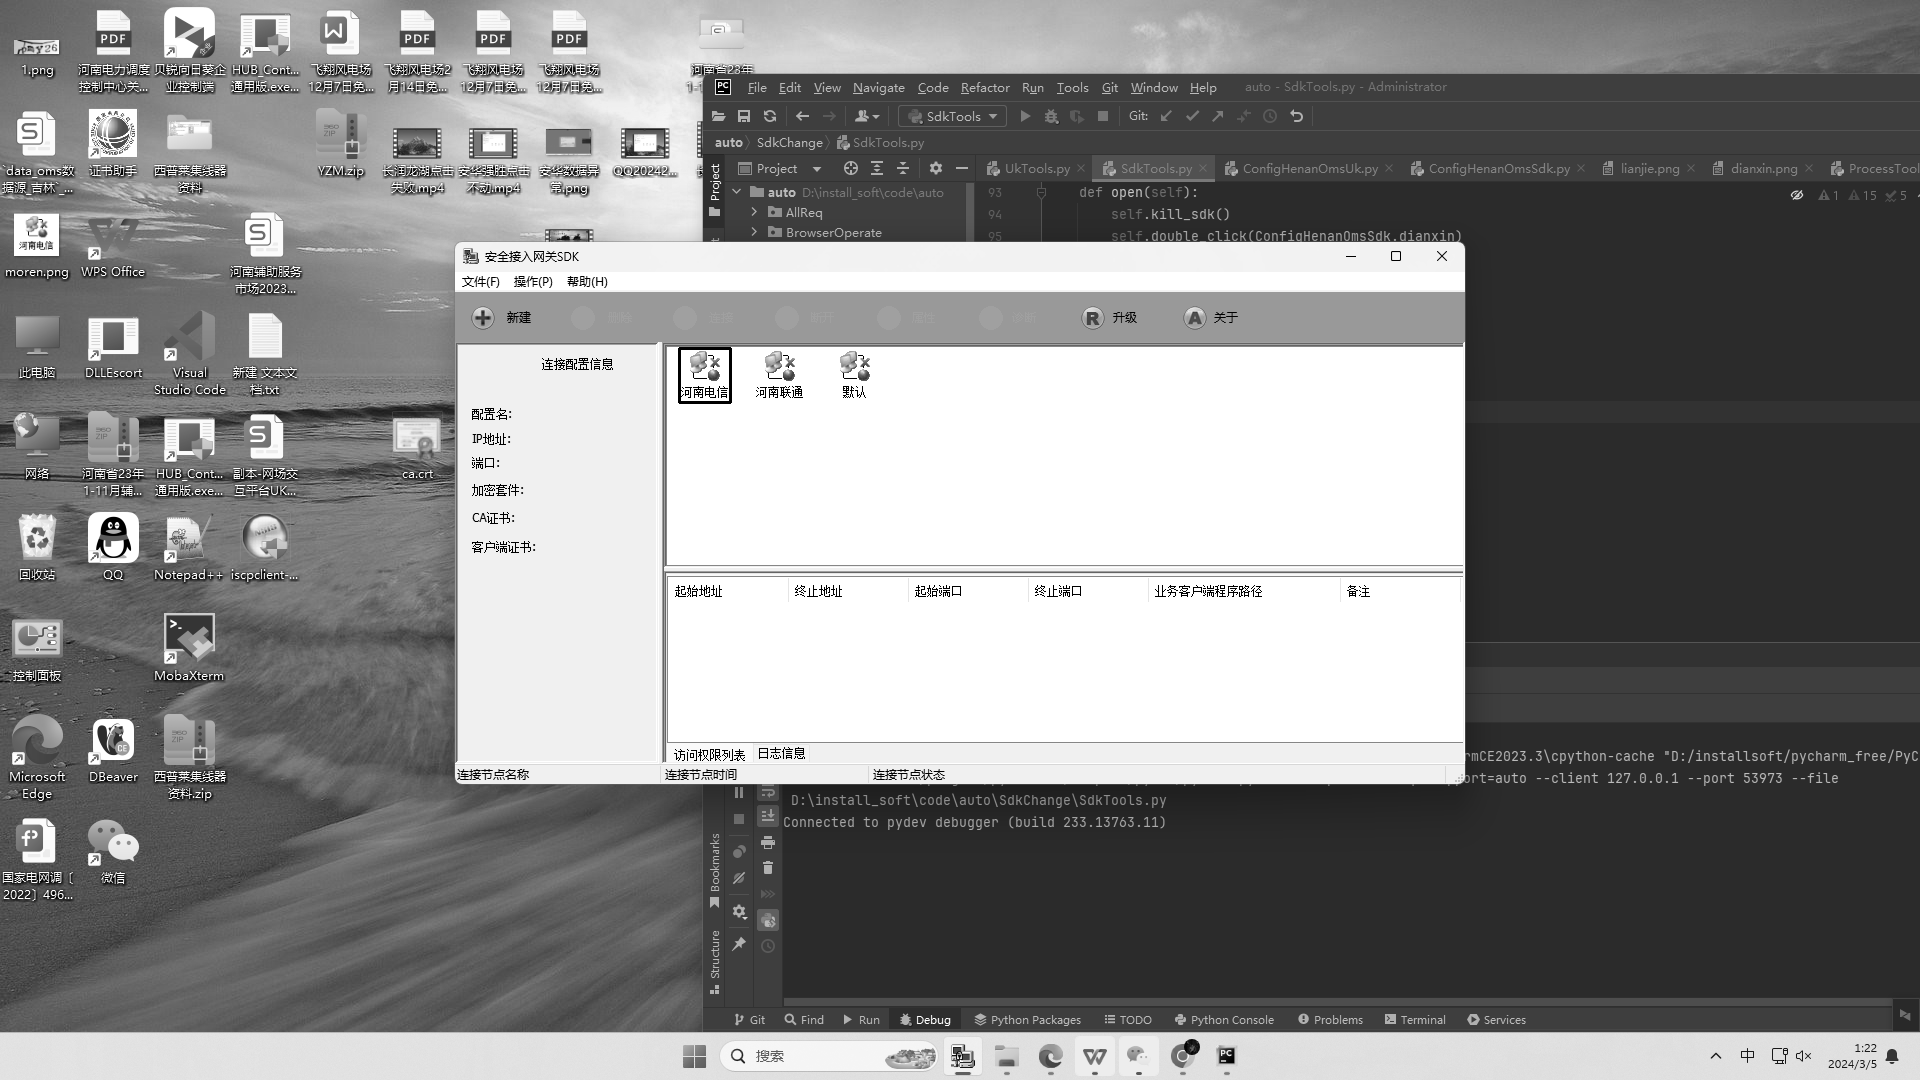 1.png
河南电力调度
控制中心关...
贝锐向日葵企
业控制端
HUB_Cont...
通用版.exe...
飞翔风电场
12月7日免...
飞翔风电场2
月14日免...
飞翔风电场
12月7日免...
飞翔风电场
12月7日免...
河南省23年
`data_oms数
据源_吉林`_...
证书助手
西普莱集线器
资料
YZM.zip
长润龙湖点击
失败.mp4
安华强胜点击
不动.mp4
安华数据异
常.png
QQ20242...
moren.png
WPS Office
河南辅助服务
市场2023...
此电脑
DLLEscort
Visual
Studio Code
新建 文本文
档.txt
网络
河南省23年
1-11月辅...
HUB_Cont...
通用版.exe...
副本-网场交
互平台UK...
ca.crt
回收站
QQ
Notepad++
iscpclient-...
控制面板
MobaXterm
Microsoft
Edge
DBeaver
西普莱集线器
资料.zip
国家电网调〔
2022〕496...
微信
File Edit View Navigate Code Refactor Run Tools Git Window Help auto - SdkTools.py - Administrator
SdkTools Git:
auto SdkChange SdkTools.py
Project UkTools.py SdkTools.py ConfigHenanOmsUk.py ConfigHenanOmsSdk.py lianjie.png dianxin.png ProcessTool
Project
auto D:\install_soft\code\auto
AllReq
BrowserOperate
93 def open(self):
94 self.kill_sdk()
95 self.double_click(ConfigHenanOmsSdk.dianxin)
1 15 5
安全接入网关SDK
文件(F) 操作(P) 帮助(H)
新建 升级 关于
连接配置信息
配置名:
IP地址:
端口:
加密套件:
CA证书:
客户端证书:
河南电信 河南联通 默认
起始地址 终止地址 起始端口 终止端口 业务客户端程序路径 备注
访问权限列表 日志信息
连接节点名称 连接节点时间 连接节点状态
rmCE2023.3\cpython-cache "D:/installsoft/pycharm_free/PyC
ort=auto --client 127.0.0.1 --port 53973 --file
D:\install_soft\code\auto\SdkChange\SdkTools.py
Connected to pydev debugger (build 233.13763.11)
Bookmarks
Structure
Git Find Run Debug Python Packages TODO Python Console Problems Terminal Services
搜索
中
1:22
2024/3/5